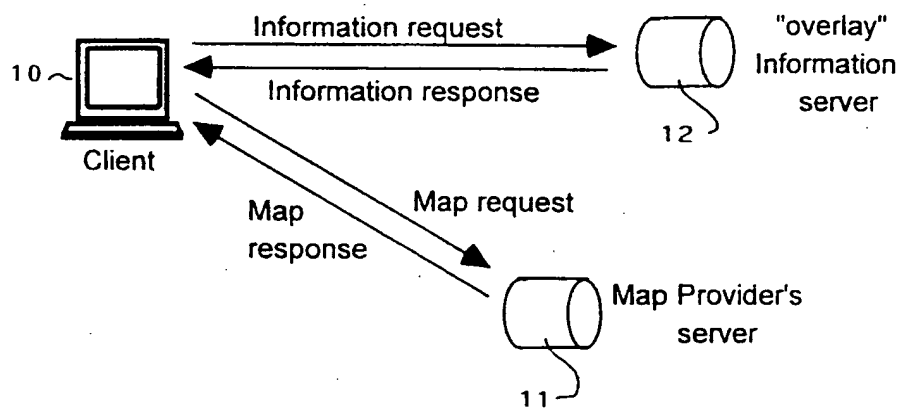 Information request
Information response
"overlay"
Information
server
10
12
Client
Map request
Map
response
Map Provider's
server
11